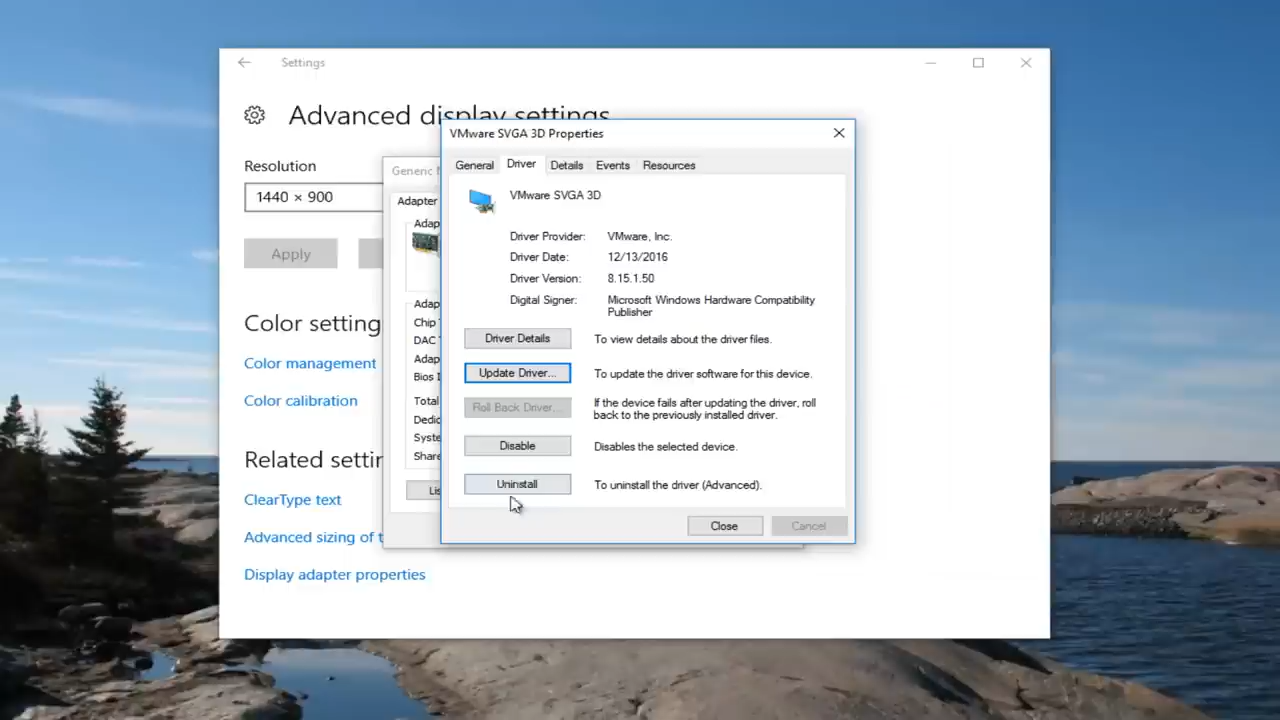 Settings
Advanced display settings
Resolution
1440 × 900
Apply
Color setting
Color management
Color calibration
Related settin
ClearType text
Advanced sizing of t
Display adapter properties
Generic
Adapter
Adap
Adap
Chip
DAC
Adap
Bios I
Total
Dedic
Syste
Share
Lis
VMware SVGA 3D Properties
General Driver Details Events Resources
VMware SVGA 3D
Driver Provider: VMware, Inc.
Driver Date: 12/13/2016
Driver Version: 8.15.1.50
Digital Signer: Microsoft Windows Hardware Compatibility
Publisher
Driver Details To view details about the driver files.
Update Driver... To update the driver software for this device.
Roll Back Driver... If the device fails after updating the driver, roll
back to the previously installed driver.
Disable Disables the selected device.
Uninstall To uninstall the driver (Advanced).
Close Cancel